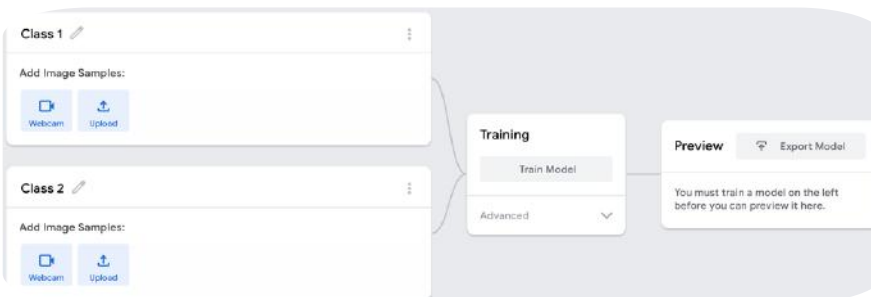 Class 1
Add Image Samples:
Webcam
Upload
Class 2
Add Image Samples:
Webcam
Upload
Training
Train Model
Advanced
Preview
Export Model
You must train a model on the left
before you can preview it here.